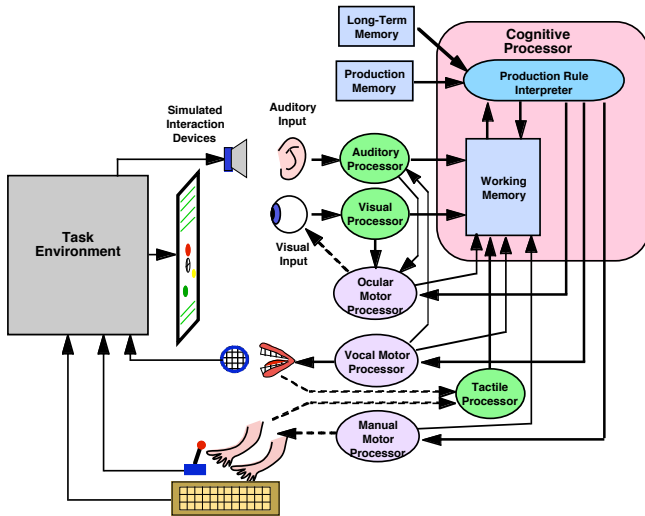 Long-Term
Memory
Cognitive
Processor
Production
Memory
Production Rule
Interpreter
Simulated
Interaction
Devices
Auditory
Input
Auditory
Processor
Working
Memory
Visual
Processor
Task
Environment
Visual
Input
Ocular
Motor
Processor
Vocal Motor
Processor
Tactile
Processor
Manual
Motor
Processor